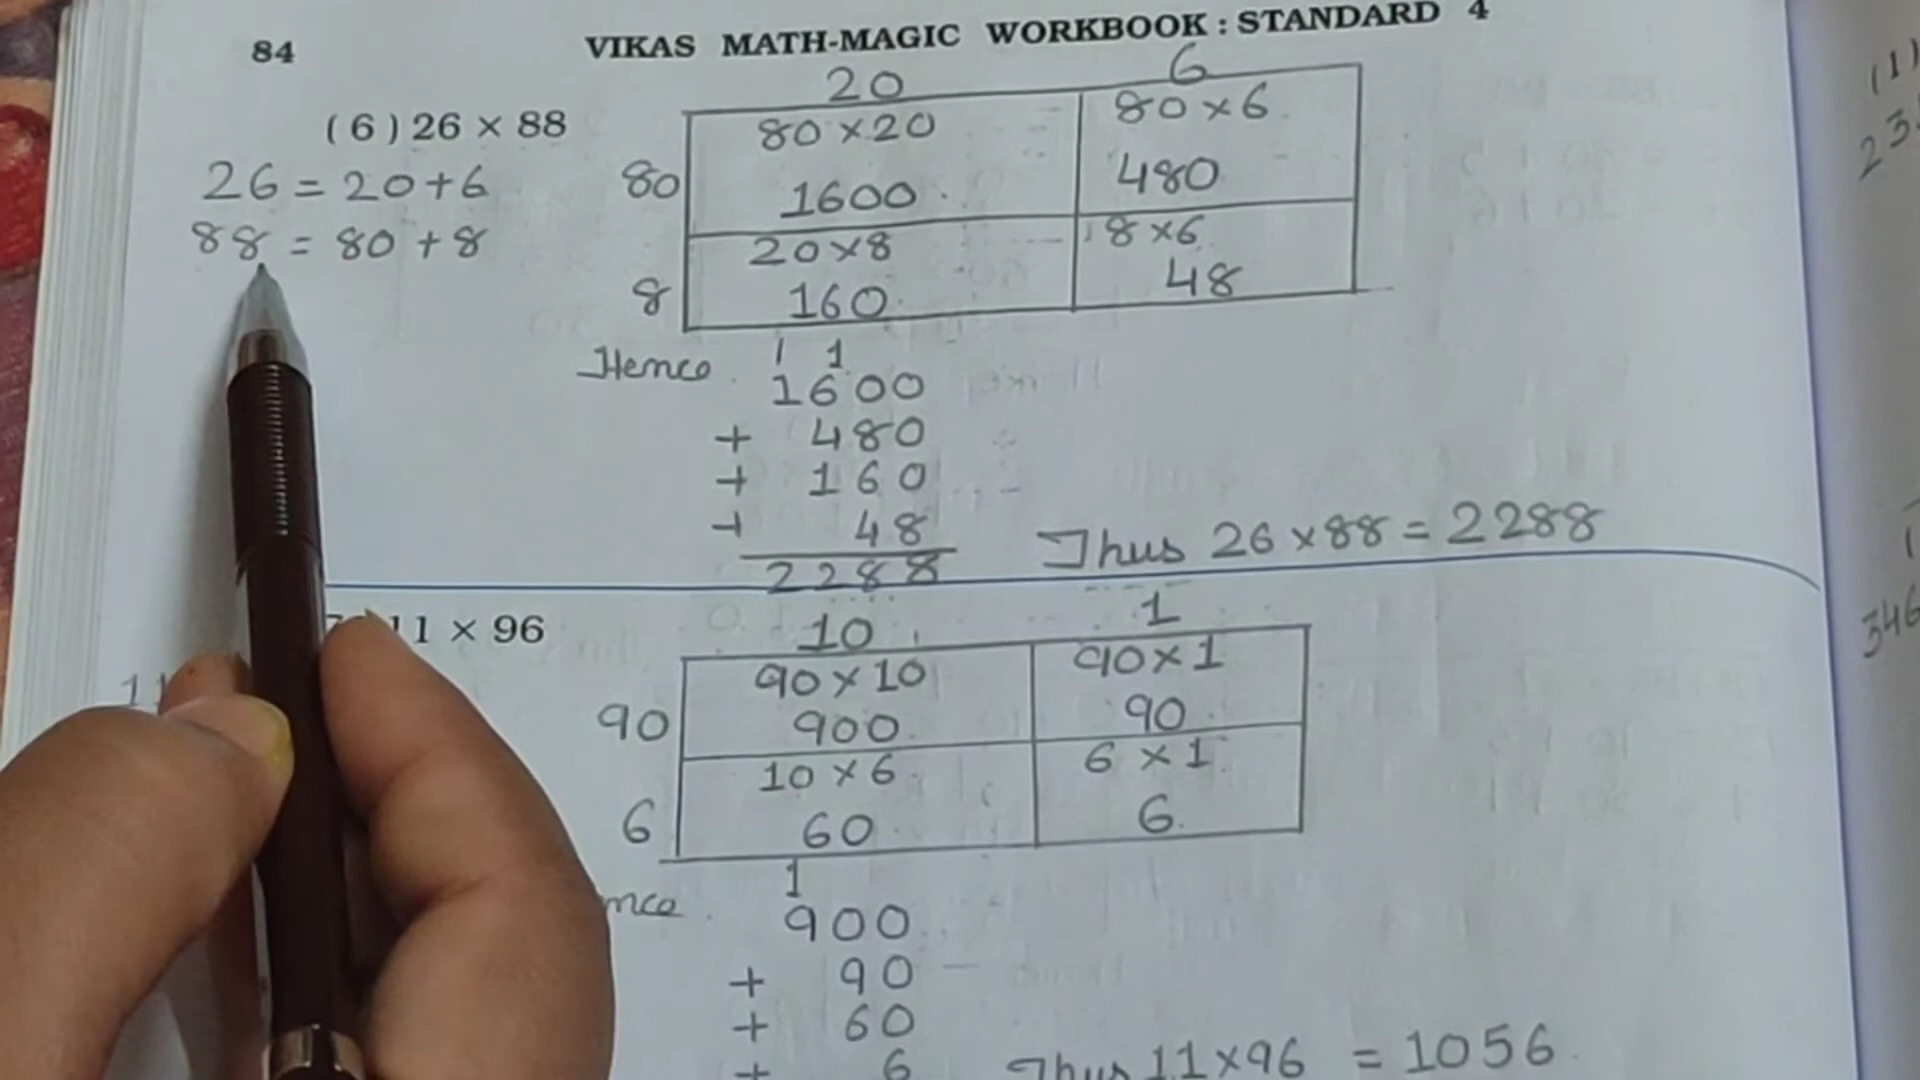 84 VIKAS MATH-MAGIC WORKBOOK : STANDARD 4
(6) 26 × 88
26 = 20+6
88 = 80 + 8
20 6
80 80 × 20 80 × 6
1600 480
8 20 × 8 8 × 6
160 48
Hence
1 1
1600
+ 480
+ 160
+ 48
2288
Thus 26 × 88 = 2288
11 × 96
10 1
90 90 × 10 90 × 1
900 90
6 10 × 6 6 × 1
60 6
1
900
+ 90
+ 60
+ 6
Thus 11 × 96 = 1056
(1)